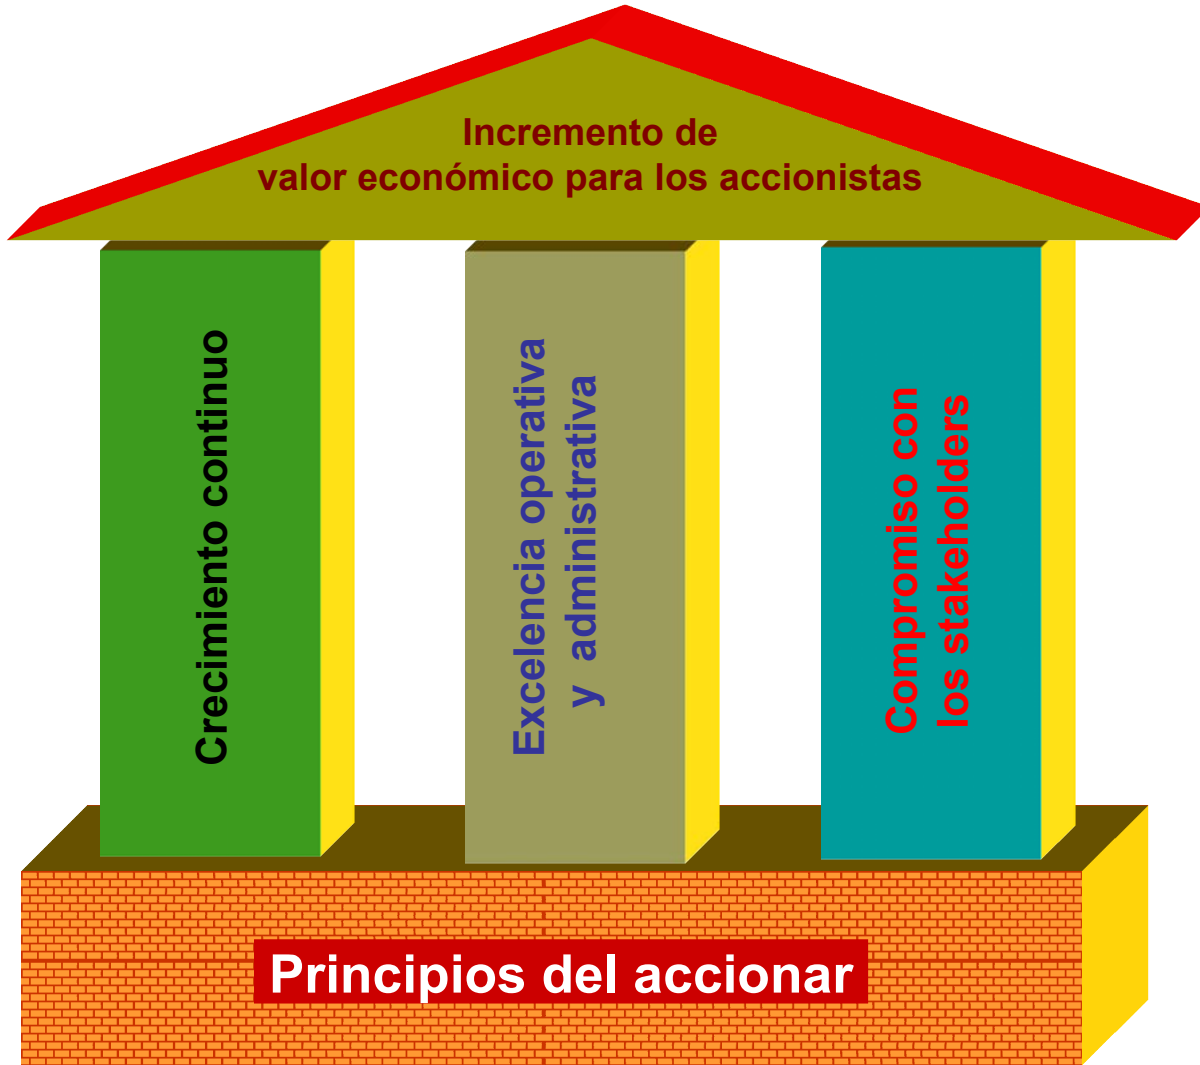 Incremento de
valor económico para los accionistas
Crecimiento continuo
Excelencia operativa
y administrativa
Compromiso con
los stakeholders
Principios del accionar